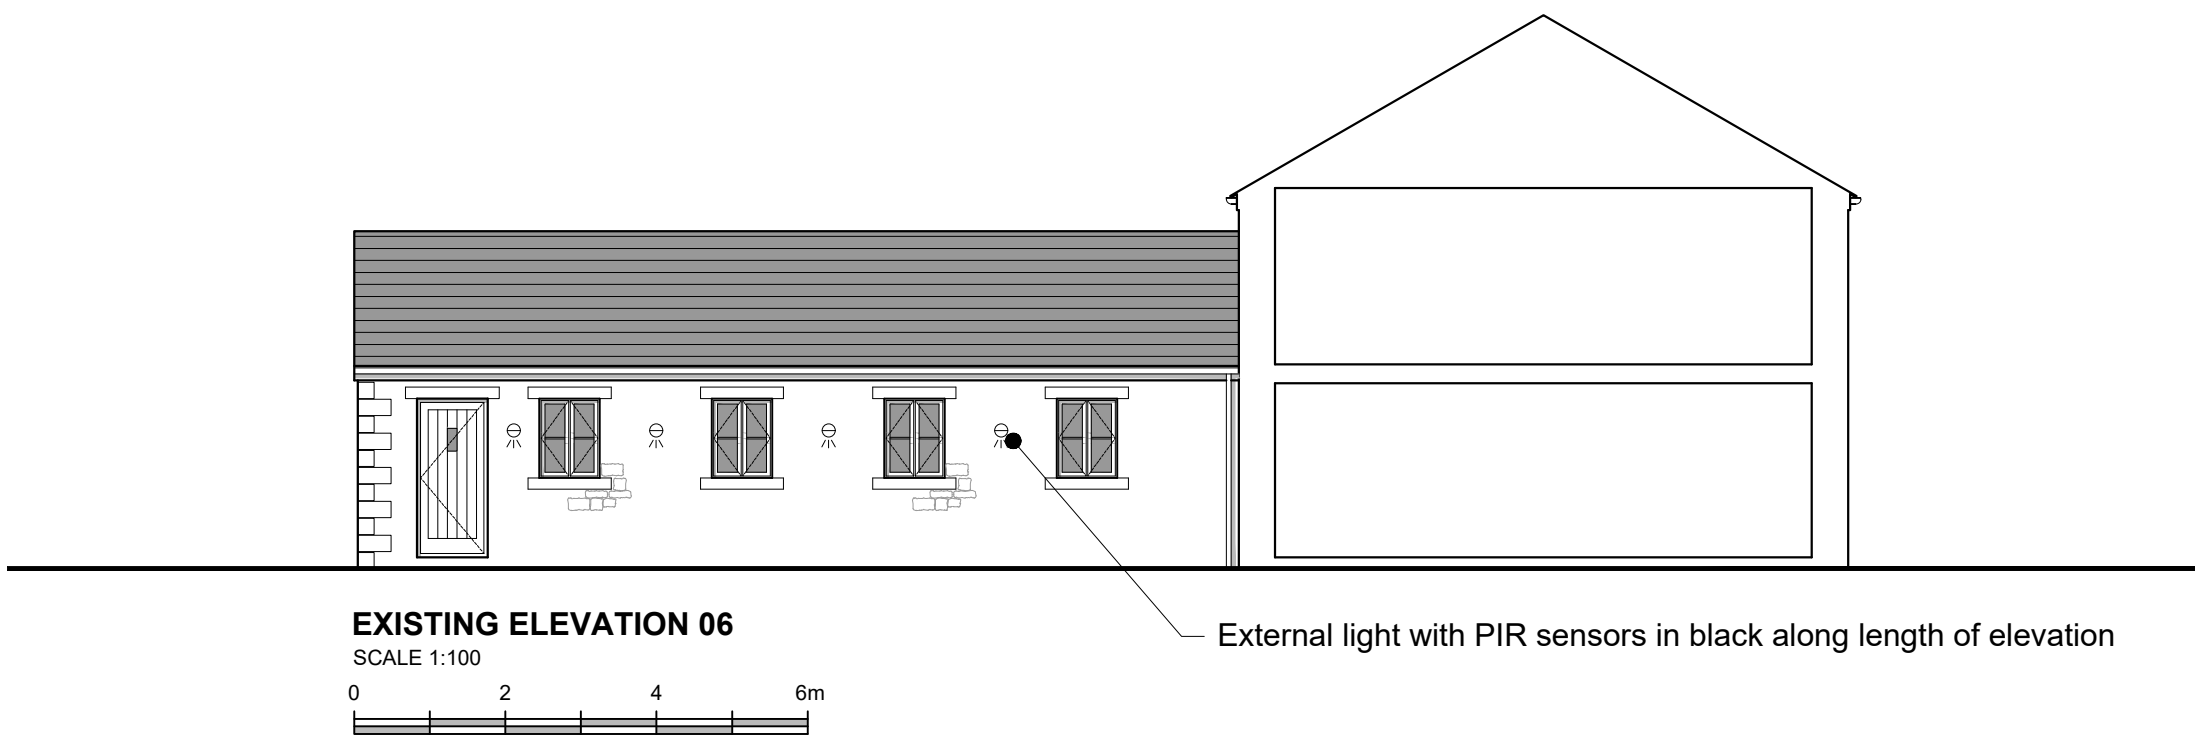 EXISTING ELEVATION 06
SCALE 1:100
0 2 4 6m
External light with PIR sensors in black along length of elevation